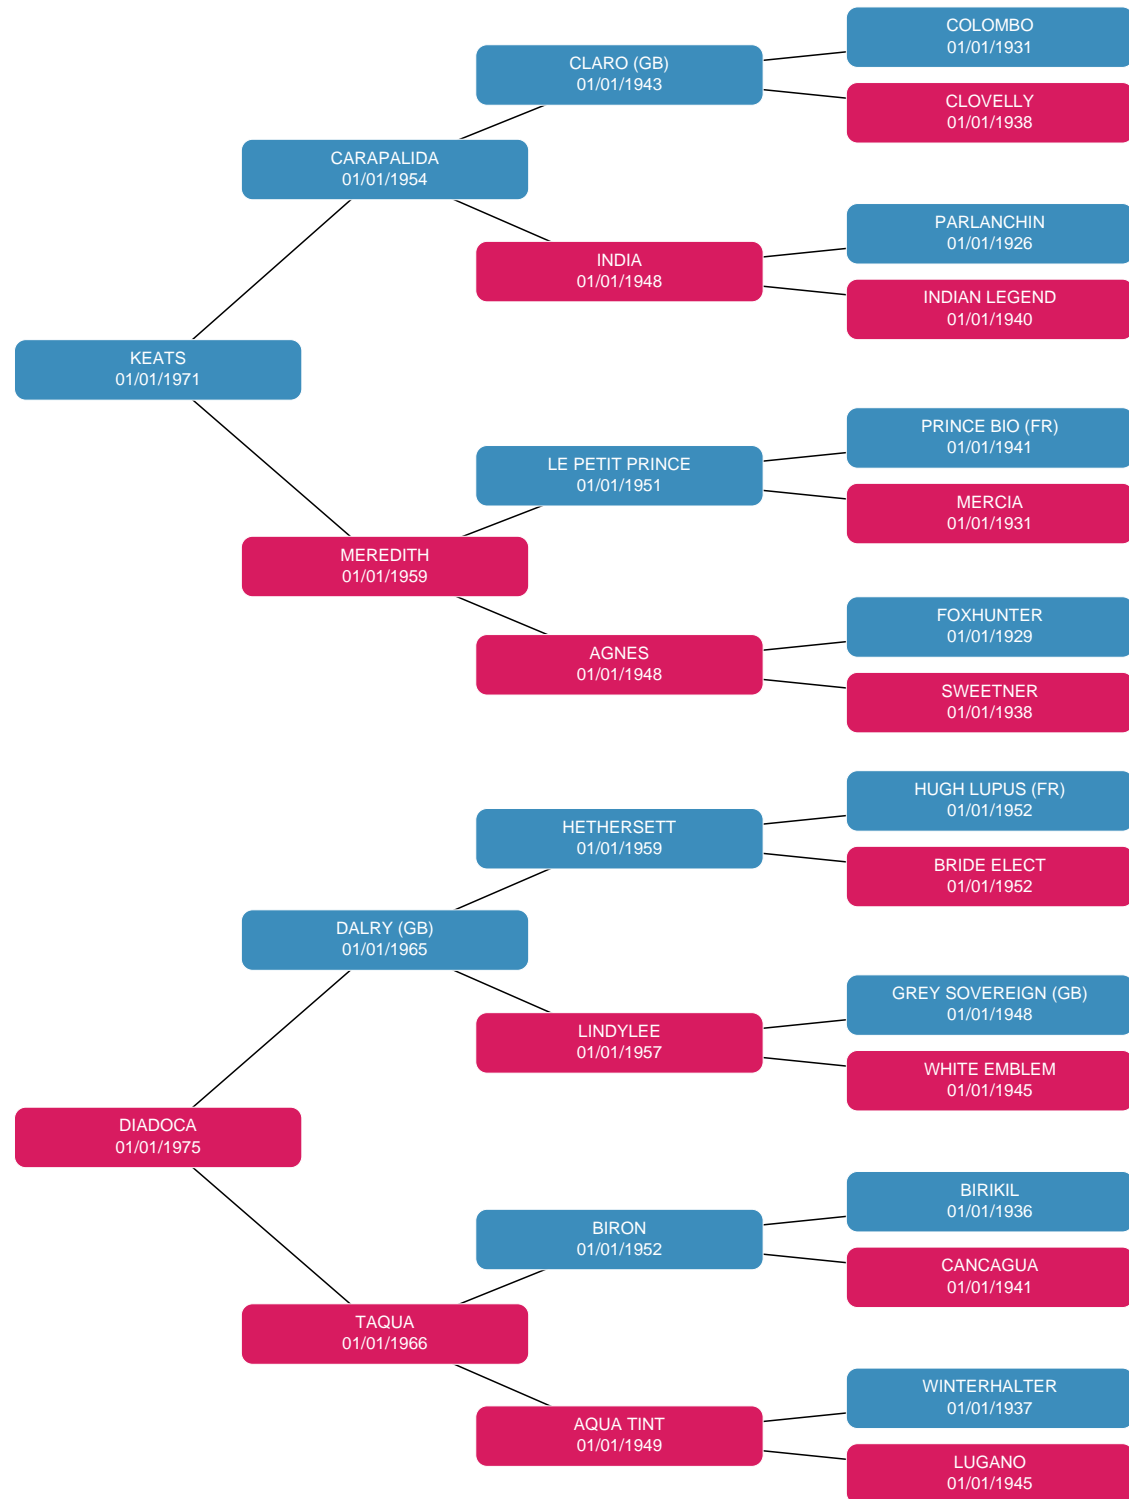 COLOMBO
01/01/1931
CLARO (GB)
01/01/1943
CLOVELLY
01/01/1938
CARAPALIDA
01/01/1954
PARLANCHIN
01/01/1926
INDIA
01/01/1948
INDIAN LEGEND
01/01/1940
KEATS
01/01/1971
PRINCE BIO (FR)
01/01/1941
LE PETIT PRINCE
01/01/1951
MERCIA
01/01/1931
MEREDITH
01/01/1959
FOXHUNTER
01/01/1929
AGNES
01/01/1948
SWEETNER
01/01/1938
HUGH LUPUS (FR)
01/01/1952
HETHERSETT
01/01/1959
BRIDE ELECT
01/01/1952
DALRY (GB)
01/01/1965
GREY SOVEREIGN (GB)
01/01/1948
LINDYLEE
01/01/1957
WHITE EMBLEM
01/01/1945
DIADOCA
01/01/1975
BIRIKIL
01/01/1936
BIRON
01/01/1952
CANCAGUA
01/01/1941
TAQUA
01/01/1966
WINTERHALTER
01/01/1937
AQUA TINT
01/01/1949
LUGANO
01/01/1945